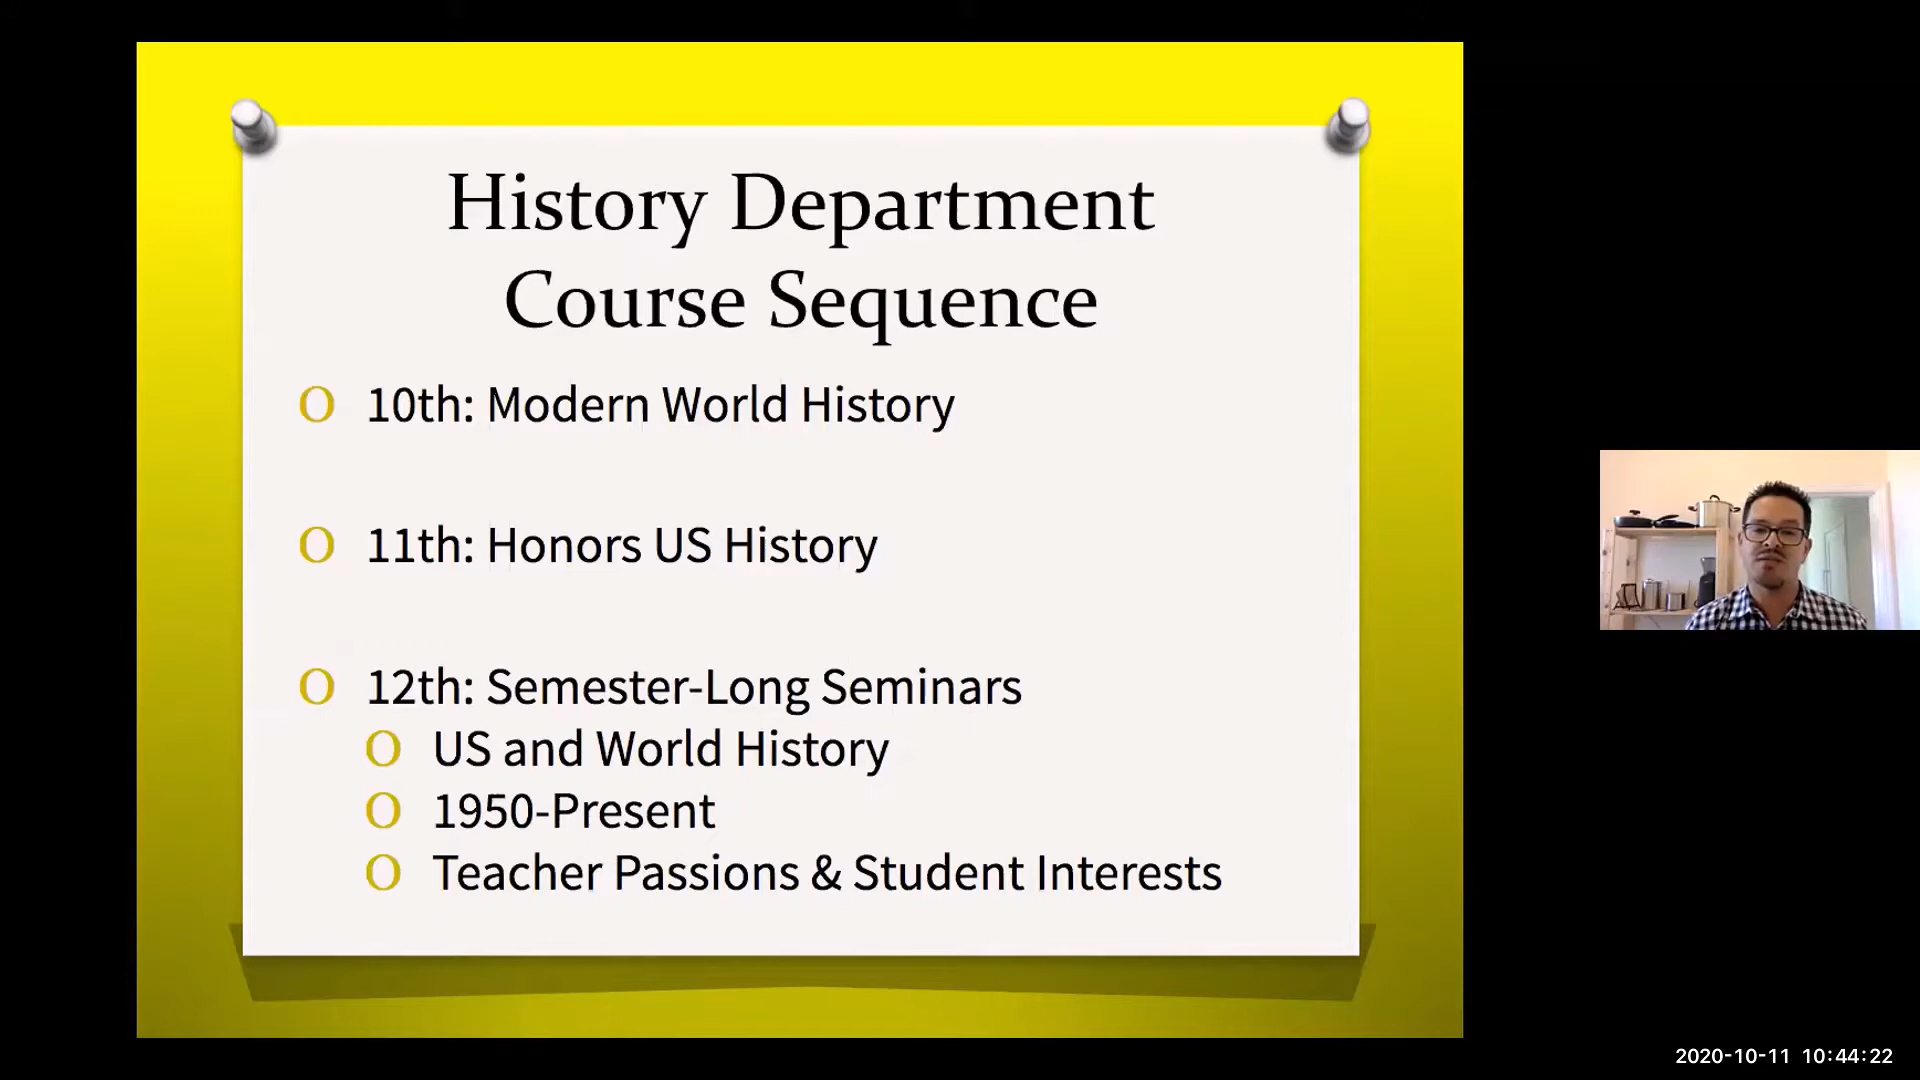 History Department
Course Sequence
10th: Modern World History
11th: Honors US History
12th: Semester-Long Seminars
US and World History
1950-Present
Teacher Passions & Student Interests
2020-10-11 10:44:22